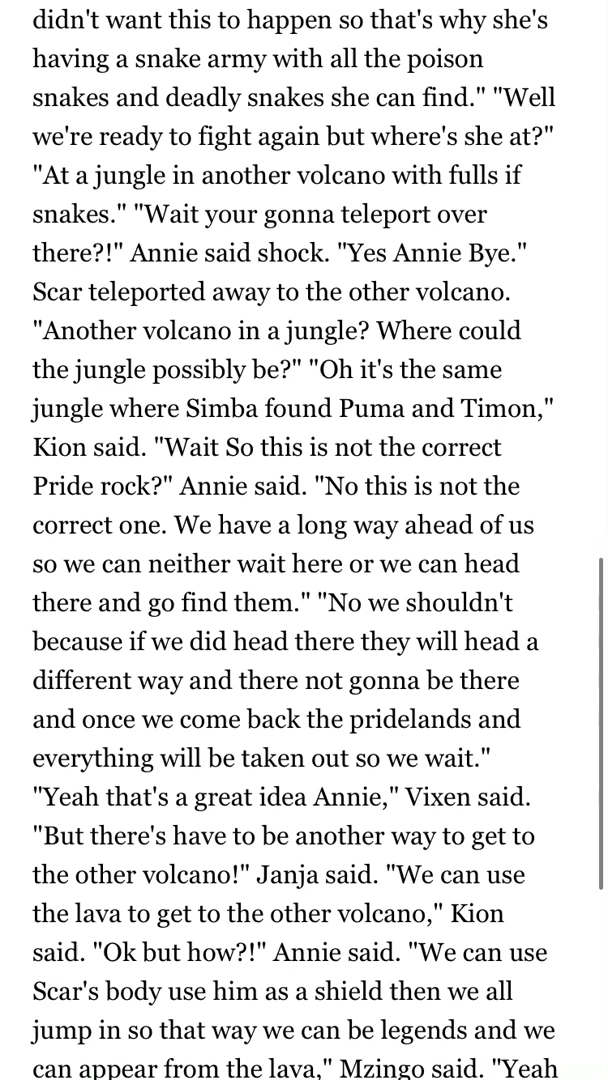 didn't want this to happen so that's why she's
having a snake army with all the poison
snakes and deadly snakes she can find." "Well
we're ready to fight again but where's she at?"
"At a jungle in another volcano with fulls if
snakes." "Wait your gonna teleport over
there?!" Annie said shock. "Yes Annie Bye."
Scar teleported away to the other volcano.
"Another volcano in a jungle? Where could
the jungle possibly be?" "Oh it's the same
jungle where Simba found Puma and Timon,"
Kion said. "Wait So this is not the correct
Pride rock?" Annie said. "No this is not the
correct one. We have a long way ahead of us
so we can neither wait here or we can head
there and go find them." "No we shouldn't
because if we did head there they will head a
different way and there not gonna be there
and once we come back the pridelands and
everything will be taken out so we wait."
"Yeah that's a great idea Annie," Vixen said.
"But there's have to be another way to get to
the other volcano!" Janja said. "We can use
the lava to get to the other volcano," Kion
said. "Ok but how?!" Annie said. "We can use
Scar's body use him as a shield then we all
jump in so that way we can be legends and we
can appear from the lava," Mzingo said. "Yeah